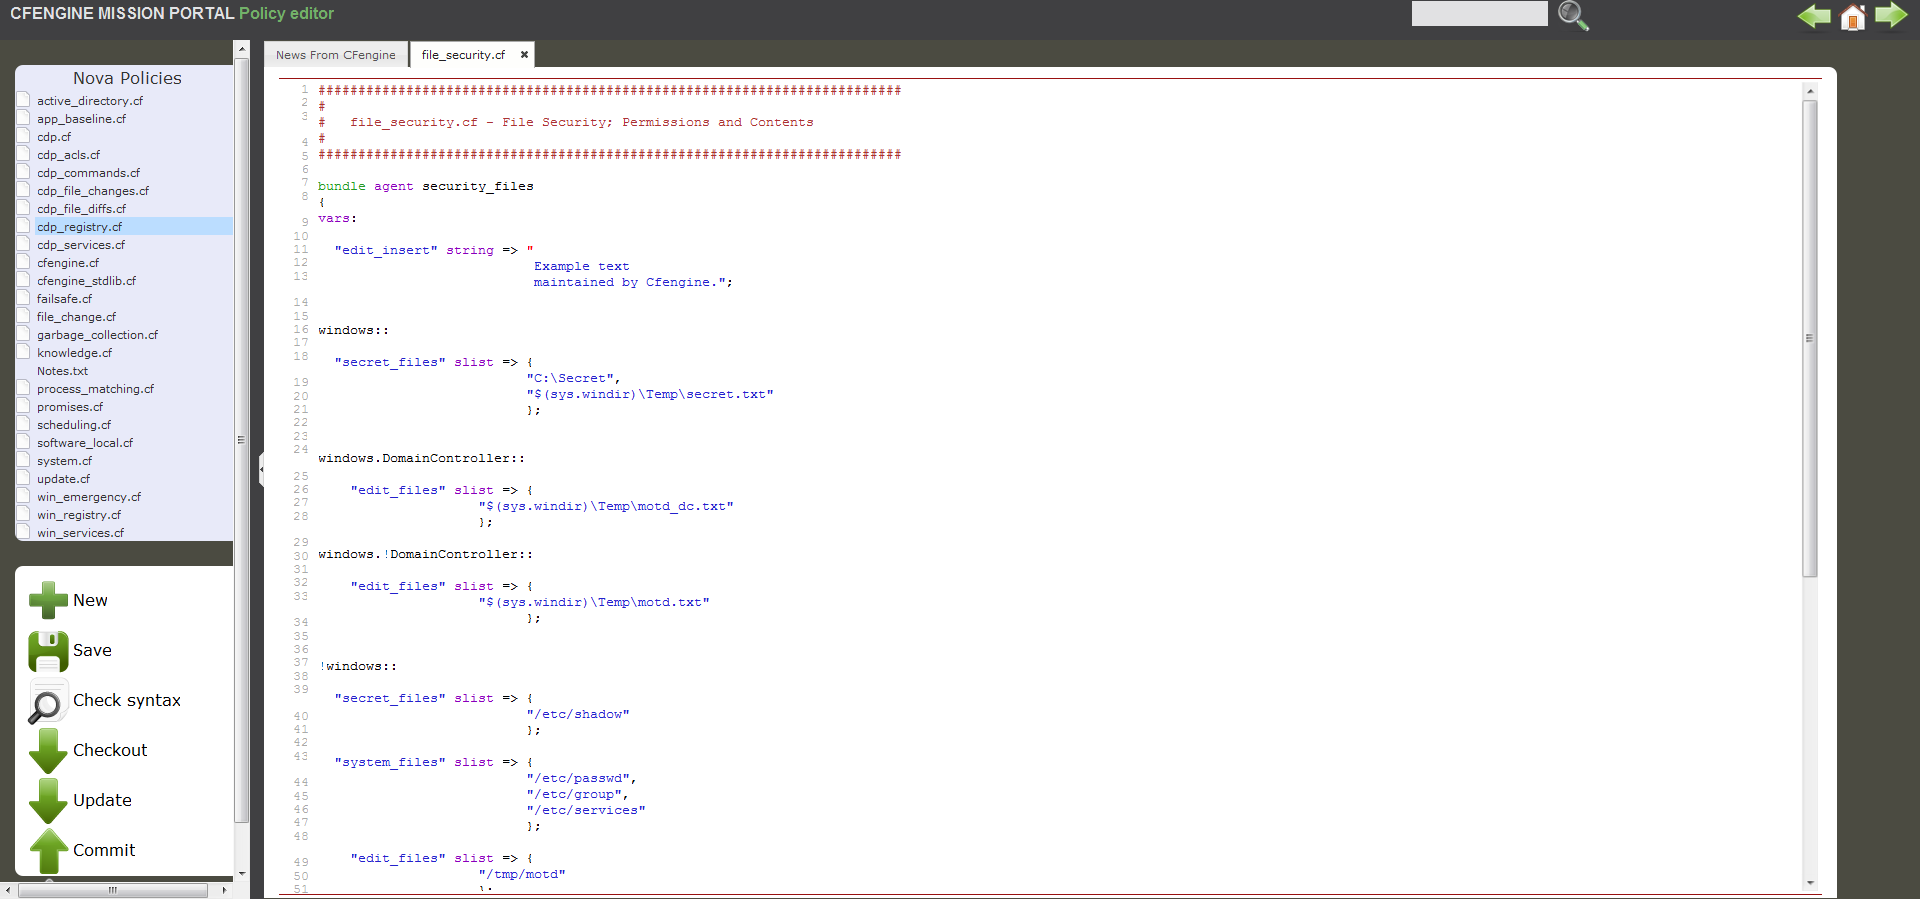 CFENGINE MISSION PORTAL Policy editor
Nova Policies
active_directory.cf
app_baseline.cf
cdp.cf
cdp_acls.cf
cdp_commands.cf
cdp_file_changes.cf
cdp_file_diffs.cf
cdp_registry.cf
cdp_services.cf
cfengine.cf
cfengine_stdlib.cf
failsafe.cf
file_change.cf
garbage_collection.cf
knowledge.cf
Notes.txt
process_matching.cf
promises.cf
scheduling.cf
software_local.cf
system.cf
update.cf
win_emergency.cf
win_registry.cf
win_services.cf
New
Save
Check syntax
Checkout
Update
Commit
News From CFengine
file_security.cf ✖
1
2
3
4
5
6
7
8
9
10
11
12
13
14
15
16
17
18
19
20
21
22
23
24
25
26
27
28
29
30
31
32
33
34
35
36
37
38
39
40
41
42
43
44
45
46
47
48
49
50
51
#########################################################################
#
#   file_security.cf - File Security; Permissions and Contents
#
#########################################################################
bundle agent security_files
{
vars:
"edit_insert" string => "
Example text
maintained by Cfengine.";
windows::
"secret_files" slist => {
"C:\Secret",
"$(sys.windir)\Temp\secret.txt"
};
windows.DomainController::
"edit_files" slist => {
"$(sys.windir)\Temp\motd_dc.txt"
};
windows.!DomainController::
"edit_files" slist => {
"$(sys.windir)\Temp\motd.txt"
};
!windows::
"secret_files" slist => {
"/etc/shadow"
};
"system_files" slist => {
"/etc/passwd",
"/etc/group",
"/etc/services"
};
"edit_files" slist => {
"/tmp/motd"
};